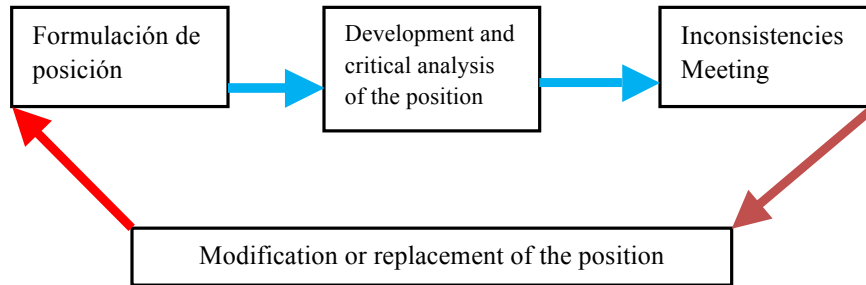 Formulación de
posición
Development and
critical analysis
of the position
Inconsistencies
Meeting
Modification or replacement of the position